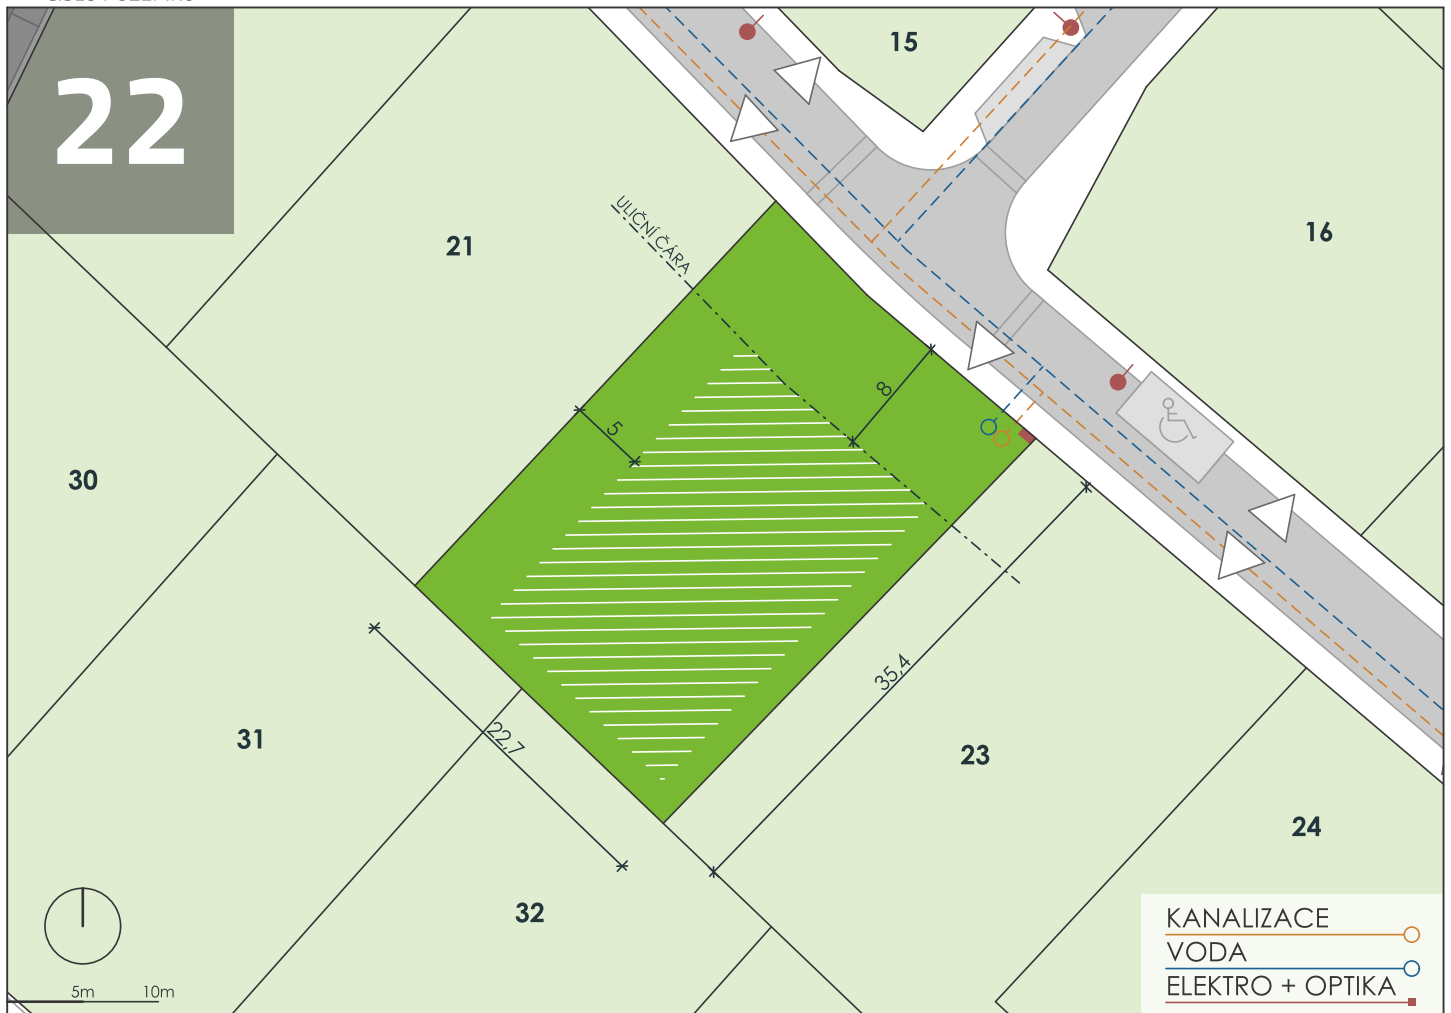 22
15
16
21
ULIČNÍ ČÁRA
8
5
30
35,4
31
22,7
23
24
32
5m 10m
KANALIZACE
VODA
ELEKTRO + OPTIKA